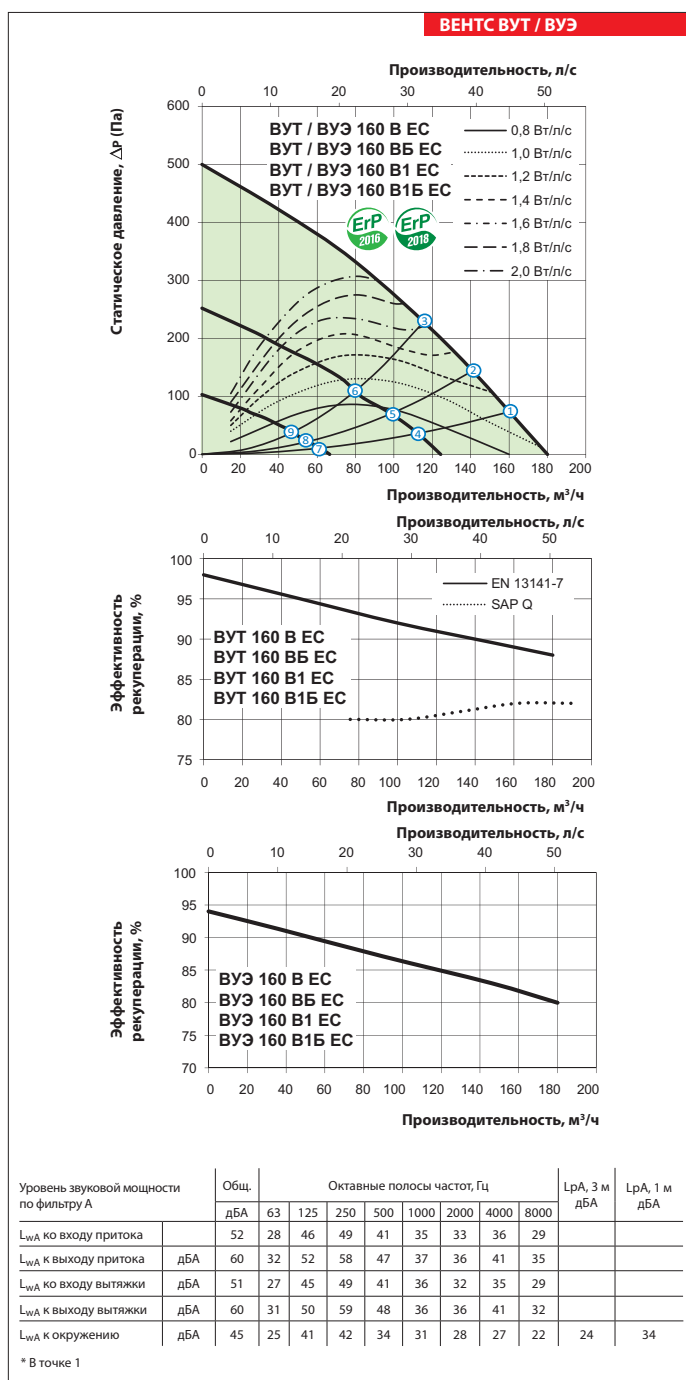 ВЕНТС ВУТ / ВУЭ
Производительность, л/с
0 10 20 30 40 50
Статическое давление, △P (Па)
600
500
400
300
200
100
0
ВУТ / ВУЭ 160 В ЕС
ВУТ / ВУЭ 160 ВБ ЕС
ВУТ / ВУЭ 160 В1 ЕС
ВУТ / ВУЭ 160 В1Б ЕС
ErP 2016
ErP 2018
0,8 Вт/л/с
1,0 Вт/л/с
1,2 Вт/л/с
1,4 Вт/л/с
1,6 Вт/л/с
1,8 Вт/л/с
2,0 Вт/л/с
3
2
1
6
5
4
9
8
7
0 20 40 60 80 100 120 140 160 180 200
Производительность, м³/ч
Производительность, л/с
0 10 20 30 40 50
Эффективность
рекуперации, %
100
95
90
85
80
75
EN 13141-7
SAP Q
ВУТ 160 В ЕС
ВУТ 160 ВБ ЕС
ВУТ 160 В1 ЕС
ВУТ 160 В1Б ЕС
0 20 40 60 80 100 120 140 160 180 200
Производительность, м³/ч
Производительность, л/с
0 10 20 30 40 50
Эффективность
рекуперации, %
100
95
90
85
80
75
70
ВУЭ 160 В ЕС
ВУЭ 160 ВБ ЕС
ВУЭ 160 В1 ЕС
ВУЭ 160 В1Б ЕС
0 20 40 60 80 100 120 140 160 180 200
Производительность, м³/ч
Уровень звуковой мощности
по фильтру А
Общ. Октавные полосы частот, Гц LpA, 3 м дБА LpA, 1 м дБА
дБА 63 125 250 500 1000 2000 4000 8000
LwA ко входу притока 52 28 46 49 41 35 33 36 29
LwA к выходу притока дБА 60 32 52 58 47 37 36 41 35
LwA ко входу вытяжки дБА 51 27 45 49 41 36 32 35 29
LwA к выходу вытяжки дБА 60 31 50 59 48 36 36 41 32
LwA к окружению дБА 45 25 41 42 34 31 28 27 22 24 34
* В точке 1